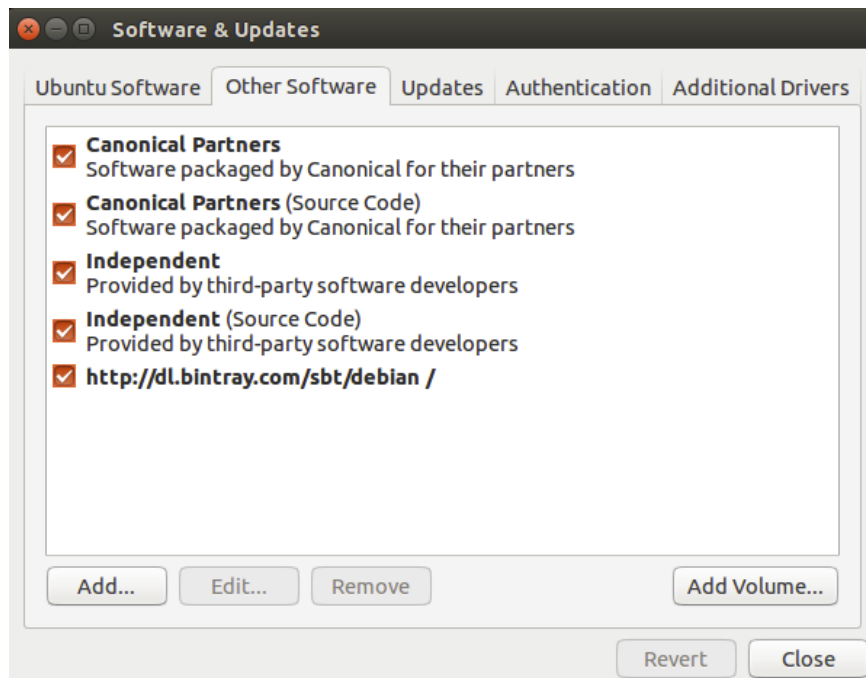 Software & Updates
Ubuntu Software Other Software Updates Authentication Additional Drivers
Canonical Partners
Software packaged by Canonical for their partners
Canonical Partners (Source Code)
Software packaged by Canonical for their partners
Independent
Provided by third-party software developers
Independent (Source Code)
Provided by third-party software developers
http://dl.bintray.com/sbt/debian /
Add... Edit... Remove Add Volume...
Revert Close